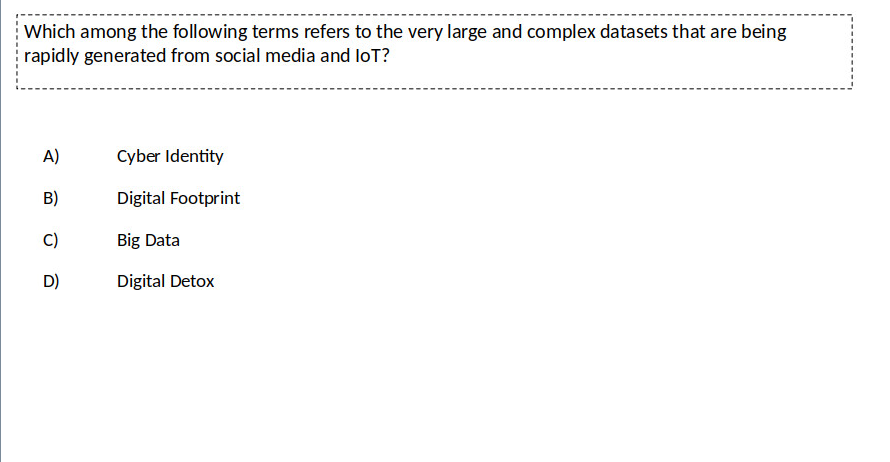 Which among the following terms refers to the very large and complex datasets that are being
rapidly generated from social media and IoT?
A) Cyber Identity
B) Digital Footprint
C) Big Data
D) Digital Detox